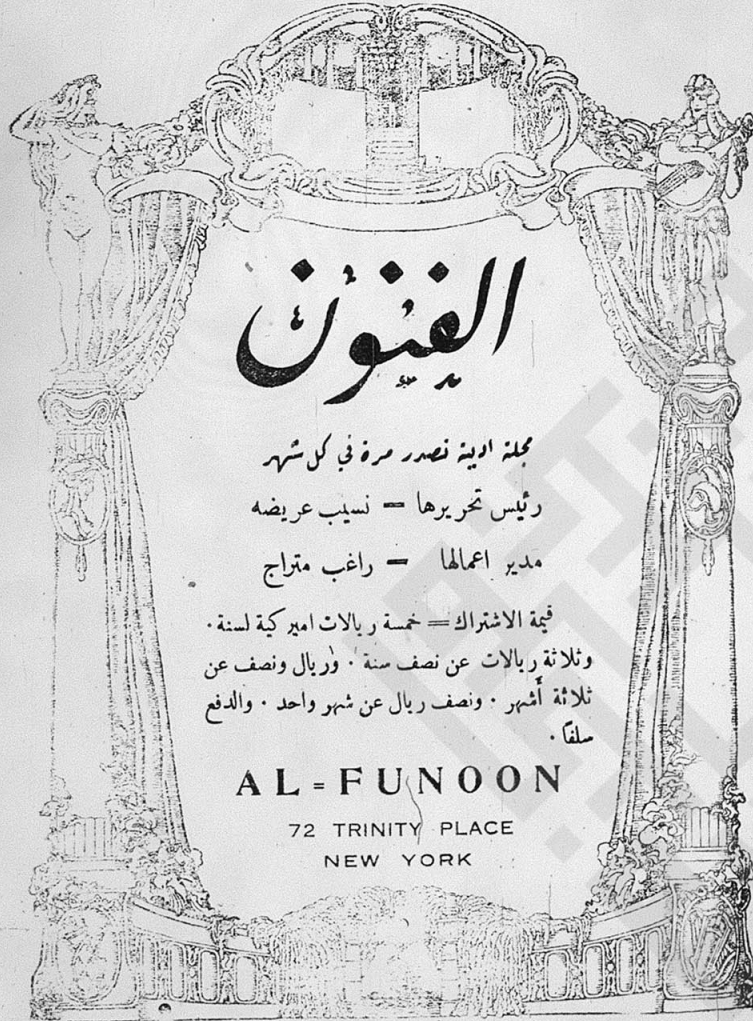 الفنون
مجلة ادبية تصدر مرة في كل شهر
رئيس تحريرها = نسيب عريضه
مدير اعمالها = راغب متراج
قيمة الاشتراك = خمسة ريالات اميركية لسنة .
وثلاثة ريالات عن نصف سنة . وريال ونصف عن
ثلاثة أشهر . ونصف ريال عن شهر واحد . والدفع
سلفاً .
AL=FUNOON
72 TRINITY PLACE
NEW YORK